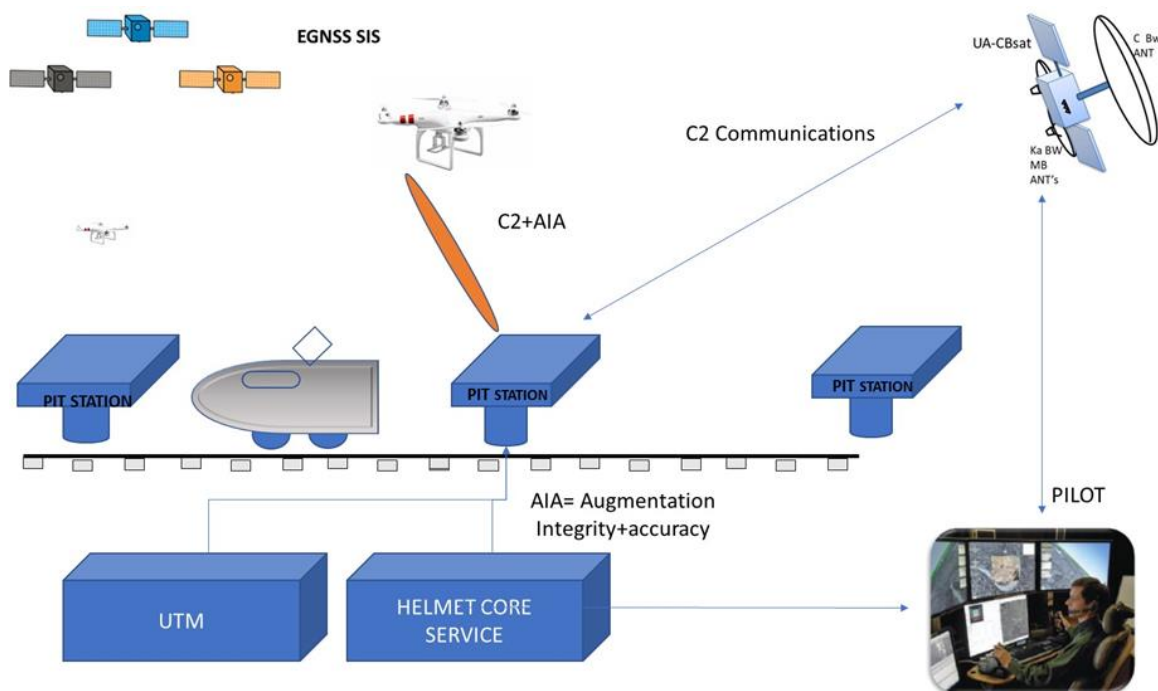 EGNSS SIS
UA-CBsat
C Bw
ANT
C2 Communications
Ka BW
MB
ANT's
C2+AIA
PIT STATION
PIT STATION
PIT STATION
AIA= Augmentation
Integrity+accuracy
PILOT
UTM
HELMET CORE
SERVICE